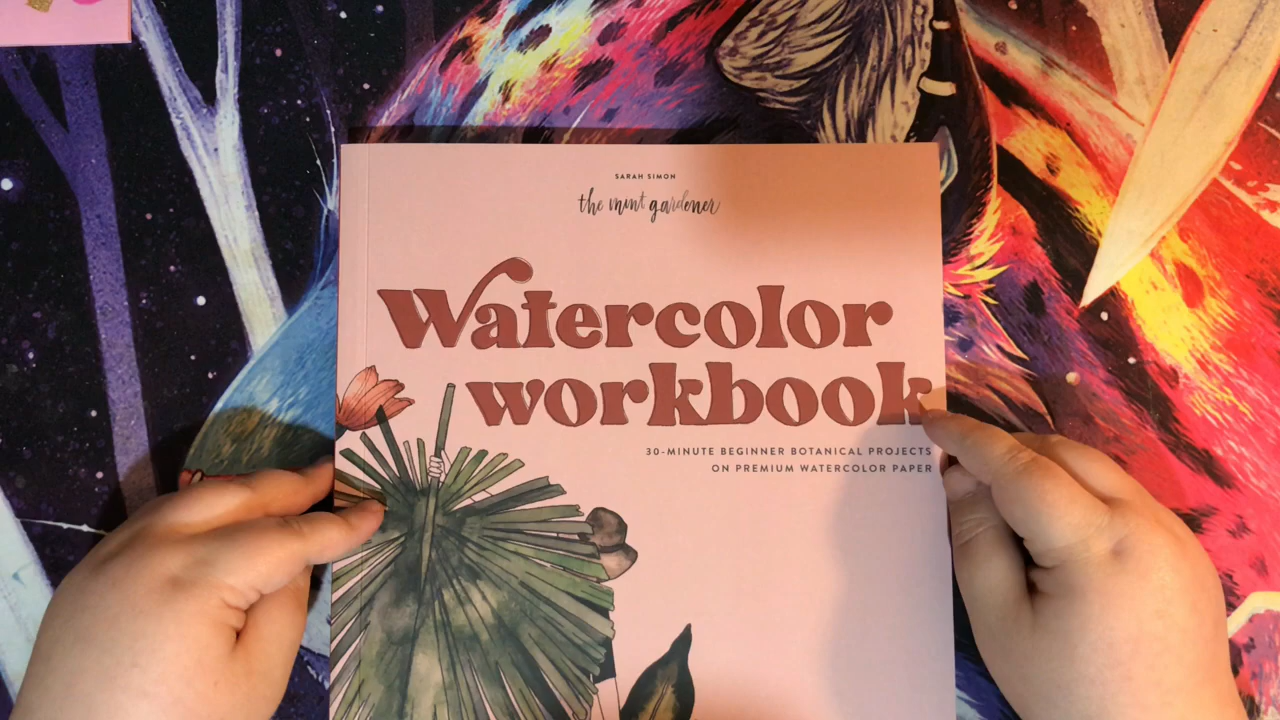 SARAH SIMON
the mint gardener
Watercolor
workbook
30-MINUTE BEGINNER BOTANICAL PROJECTS
ON PREMIUM WATERCOLOR PAPER